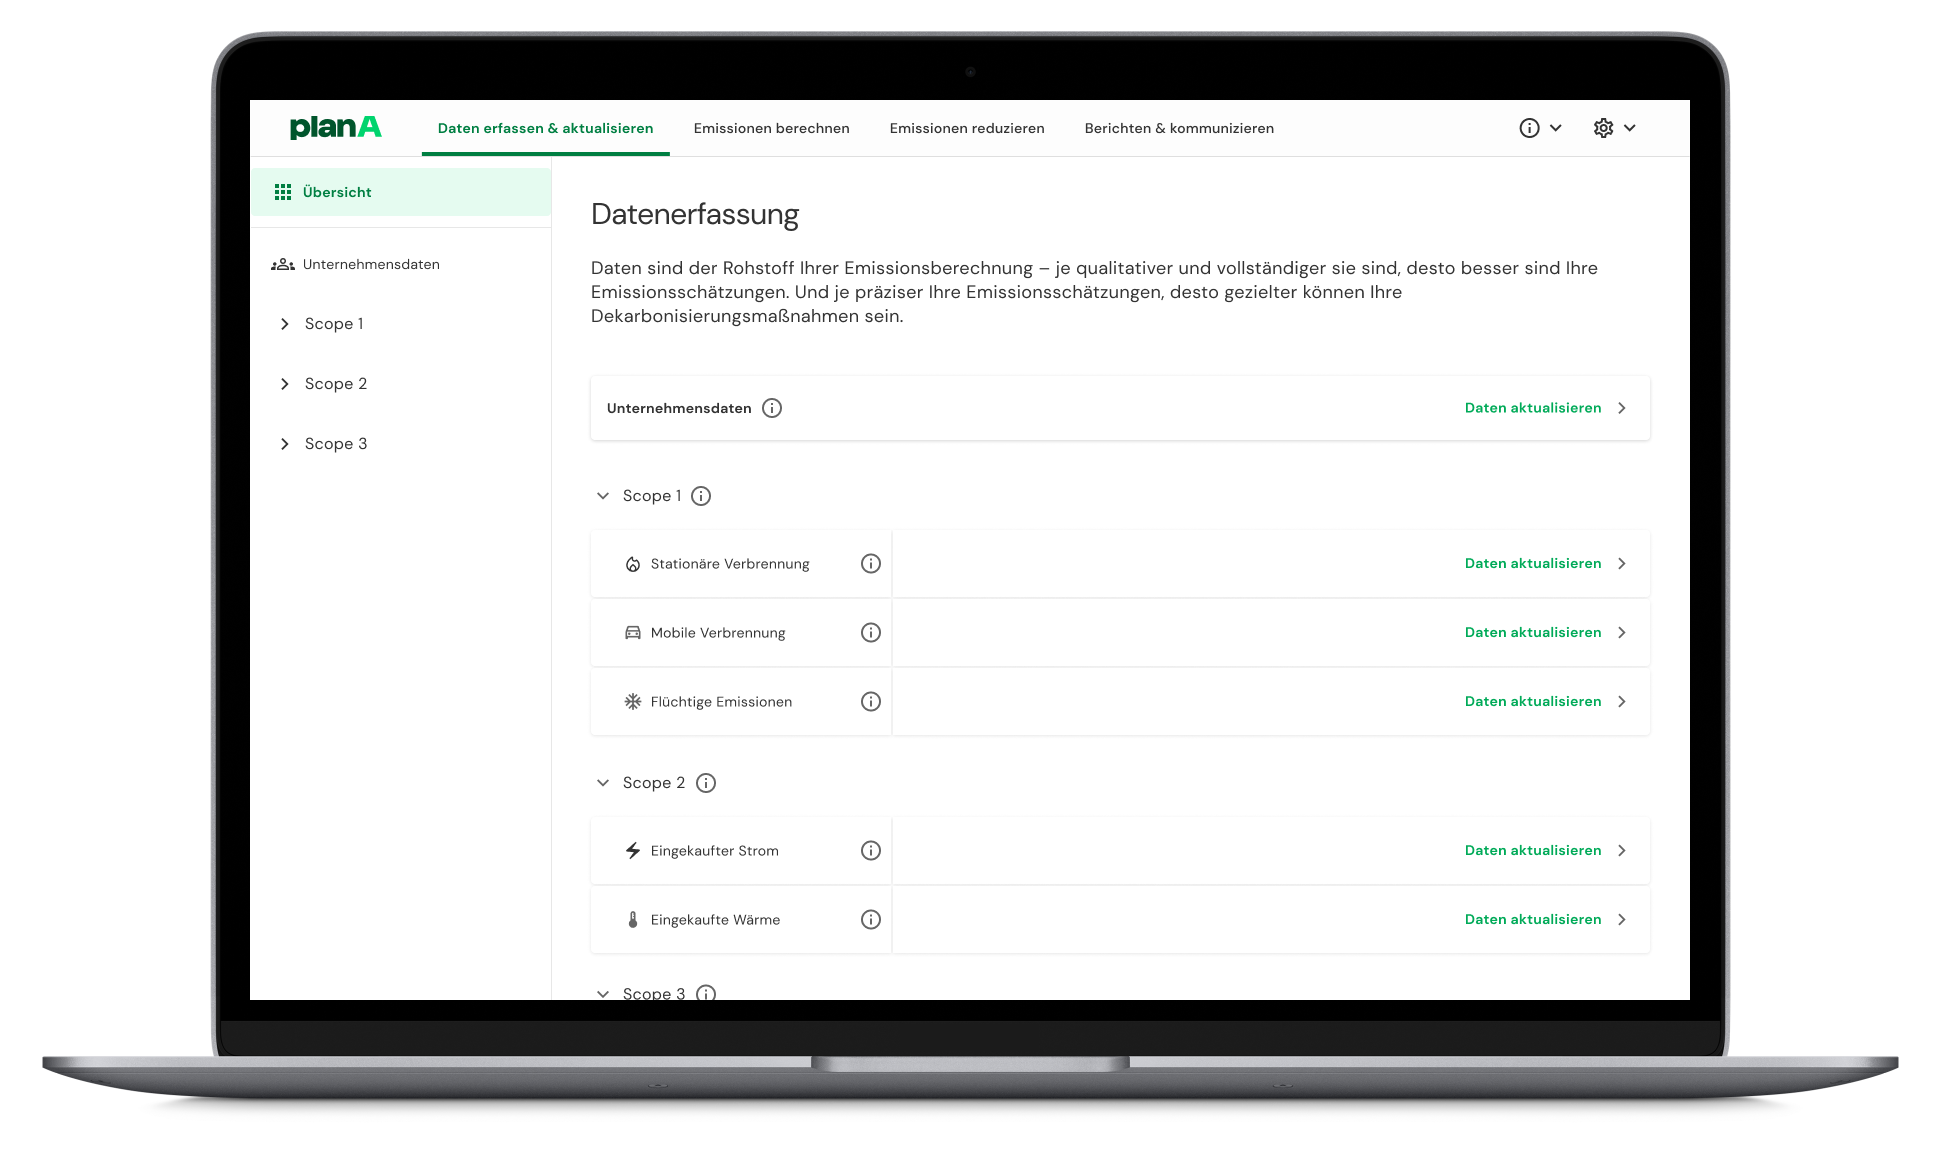 planA
Daten erfassen & aktualisieren
Emissionen berechnen
Emissionen reduzieren
Berichten & kommunizieren
Übersicht
Unternehmensdaten
Scope 1
Scope 2
Scope 3
Datenerfassung
Daten sind der Rohstoff Ihrer Emissionsberechnung – je qualitativer und vollständiger sie sind, desto besser sind Ihre
Emissionsschätzungen. Und je präziser Ihre Emissionsschätzungen, desto gezielter können Ihre
Dekarbonisierungsmaßnahmen sein.
Unternehmensdaten
Daten aktualisieren
Scope 1
Stationäre Verbrennung
Daten aktualisieren
Mobile Verbrennung
Daten aktualisieren
Flüchtige Emissionen
Daten aktualisieren
Scope 2
Eingekaufter Strom
Daten aktualisieren
Eingekaufte Wärme
Daten aktualisieren
Scope 3